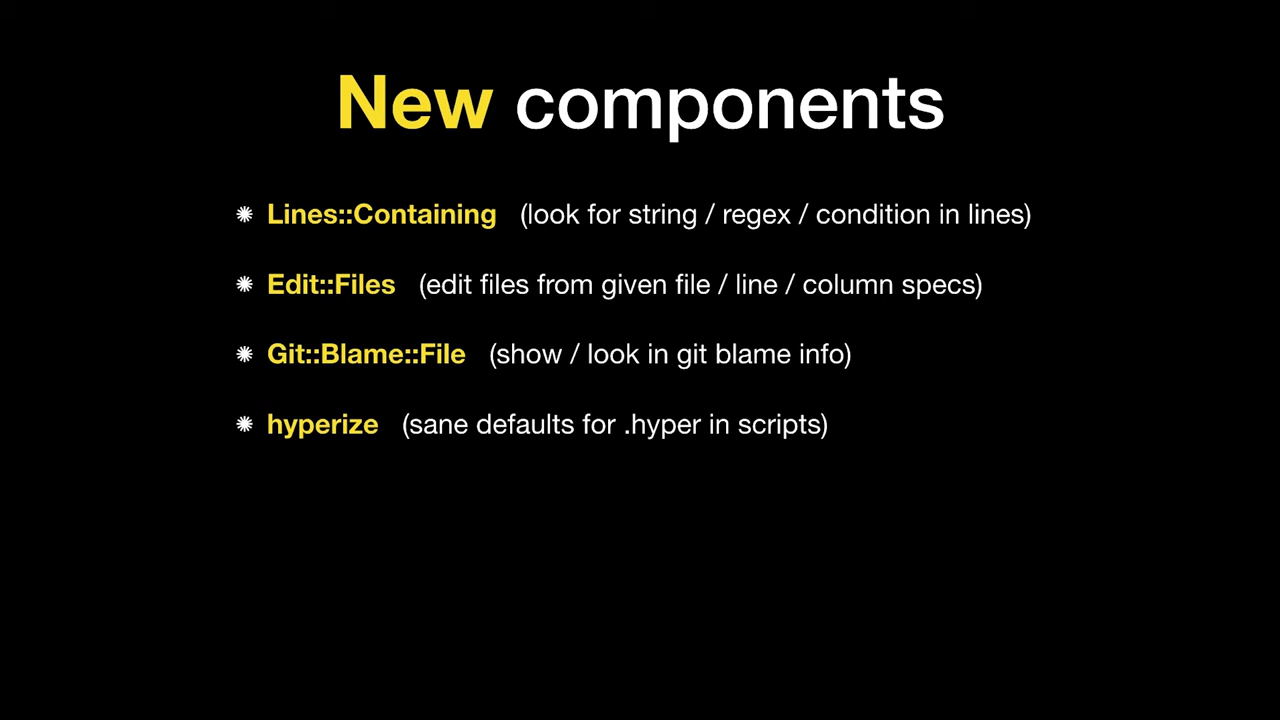 New components
Lines::Containing (look for string / regex / condition in lines)
Edit::Files (edit files from given file / line / column specs)
Git::Blame::File (show / look in git blame info)
hyperize (sane defaults for .hyper in scripts)